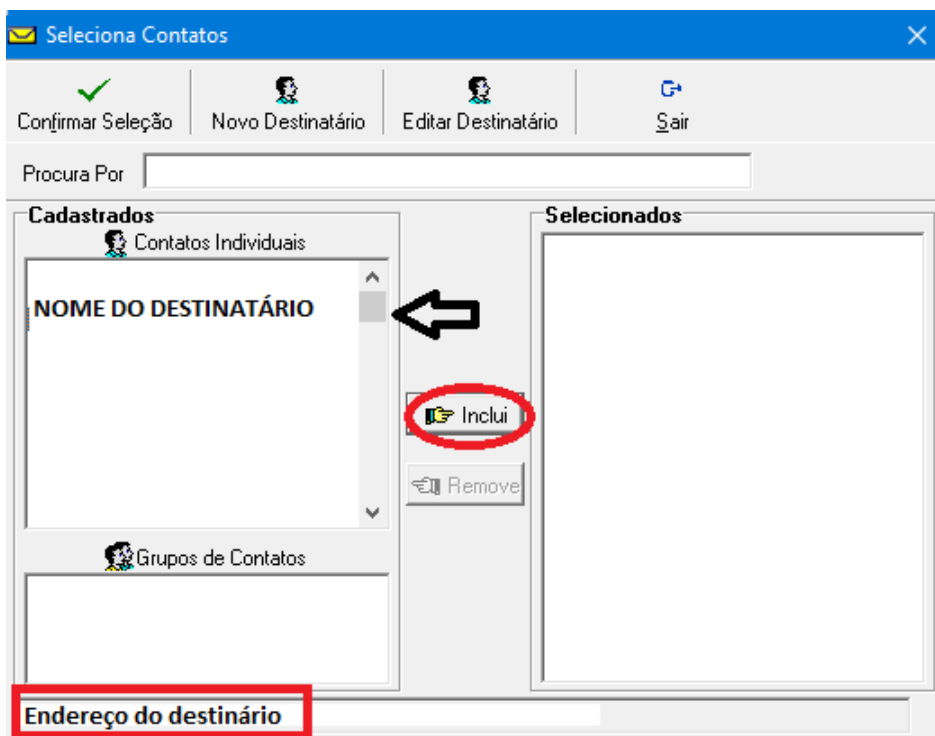 Seleciona Contatos
Confirmar Seleção Novo Destinatário Editar Destinatário Sair
Procura Por
Cadastrados Selecionados
Contatos Individuais
NOME DO DESTINATÁRIO
Inclui
Remove
Grupos de Contatos
Endereço do destinário